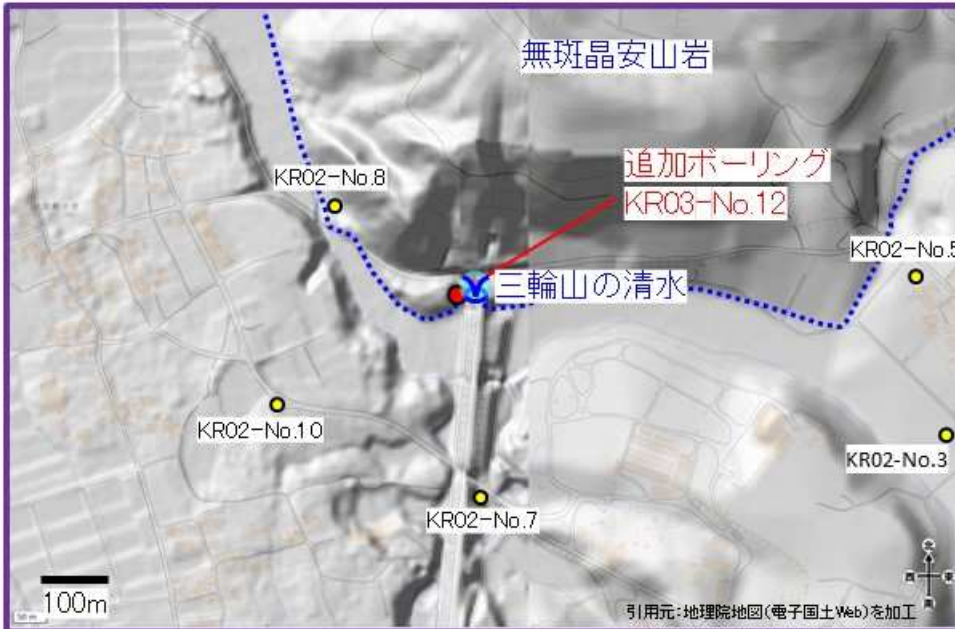 無斑晶安山岩
追加ボーリング
KR02-No.8
KR03-No.12
KR02-No.5
三輪山の清水
KR02-No.10
KR02-No.3
KR02-No.7
100m
引用元:地理院地図(電子国土Web)を加工